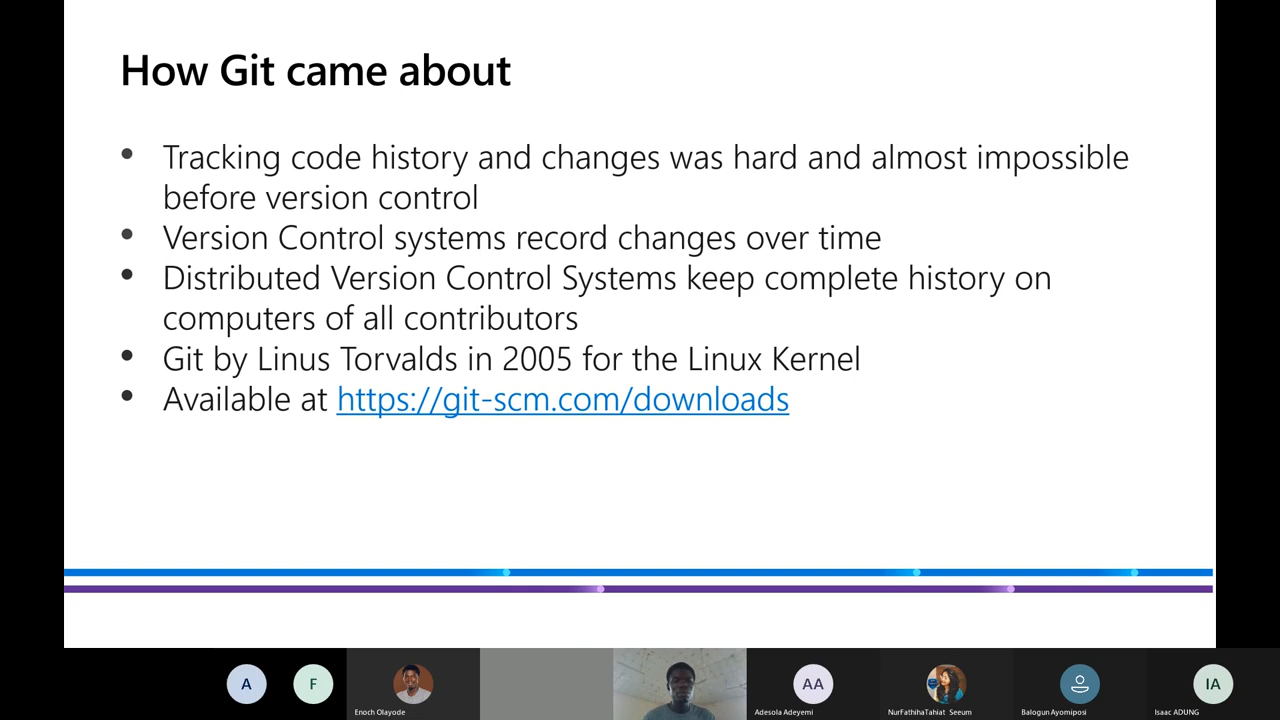 How Git came about
• Tracking code history and changes was hard and almost impossible
before version control
• Version Control systems record changes over time
• Distributed Version Control Systems keep complete history on
computers of all contributors
• Git by Linus Torvalds in 2005 for the Linux Kernel
• Available at https://git-scm.com/downloads
A
F
AA
IA
Enoch Olayode
Adesola Adeyemi
NurFathihaTahiat Seeum
Balogun Ayomiposi
Isaac ADUNG